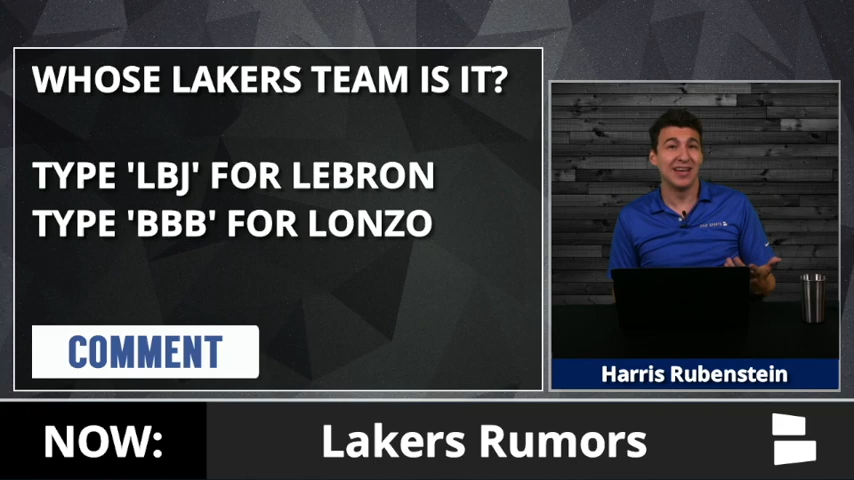 WHOSE LAKERS TEAM IS IT?
TYPE 'LBJ' FOR LEBRON
TYPE 'BBB' FOR LONZO
COMMENT
Harris Rubenstein
NOW: Lakers Rumors